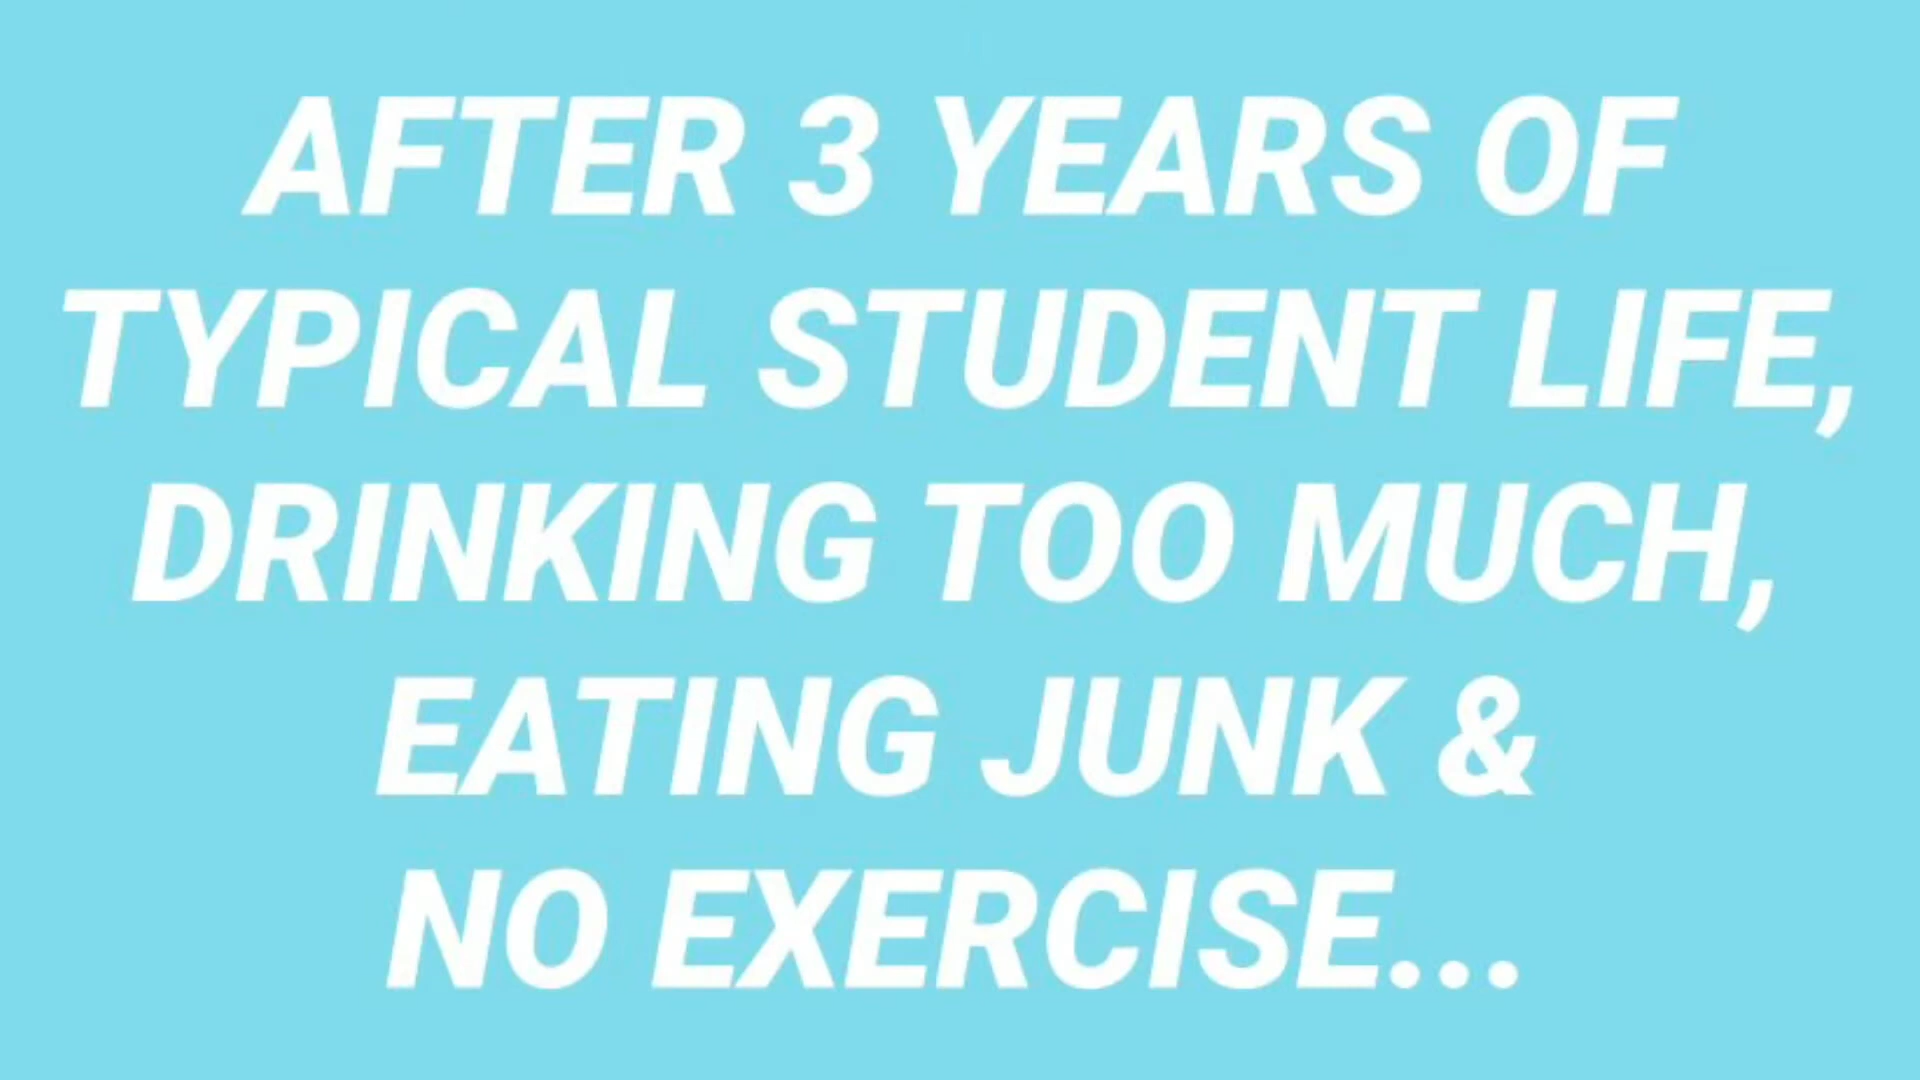 AFTER 3 YEARS OF
TYPICAL STUDENT LIFE,
DRINKING TOO MUCH,
EATING JUNK &
NO EXERCISE...